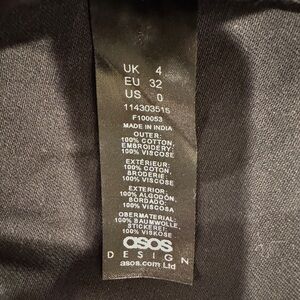 UK 4
EU 32
US 0
114303515
F100053
MADE IN INDIA
OUTER:
100% COTTON,
EMBROIDERY:
100% VISCOSE
EXTÉRIEUR:
100% COTON,
BRODERIE
100% VISCOSE
EXTERIOR:
100% ALGODÓN,
BORDADO:
100% VISCOSA
OBERMATERIAL:
100% BAUMWOLLE,
STICKEREI:
100% VISKOSE
asos
DESIGN
asos.com Ltd